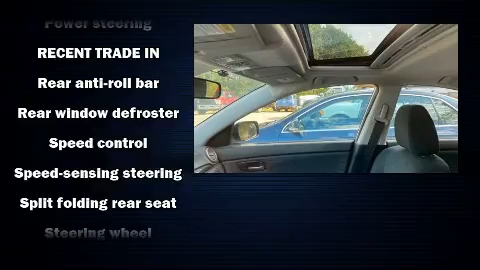 Power steering
RECENT TRADE IN
Rear anti-roll bar
Rear window defroster
Speed control
Speed-sensing steering
Split folding rear seat
Steering wheel